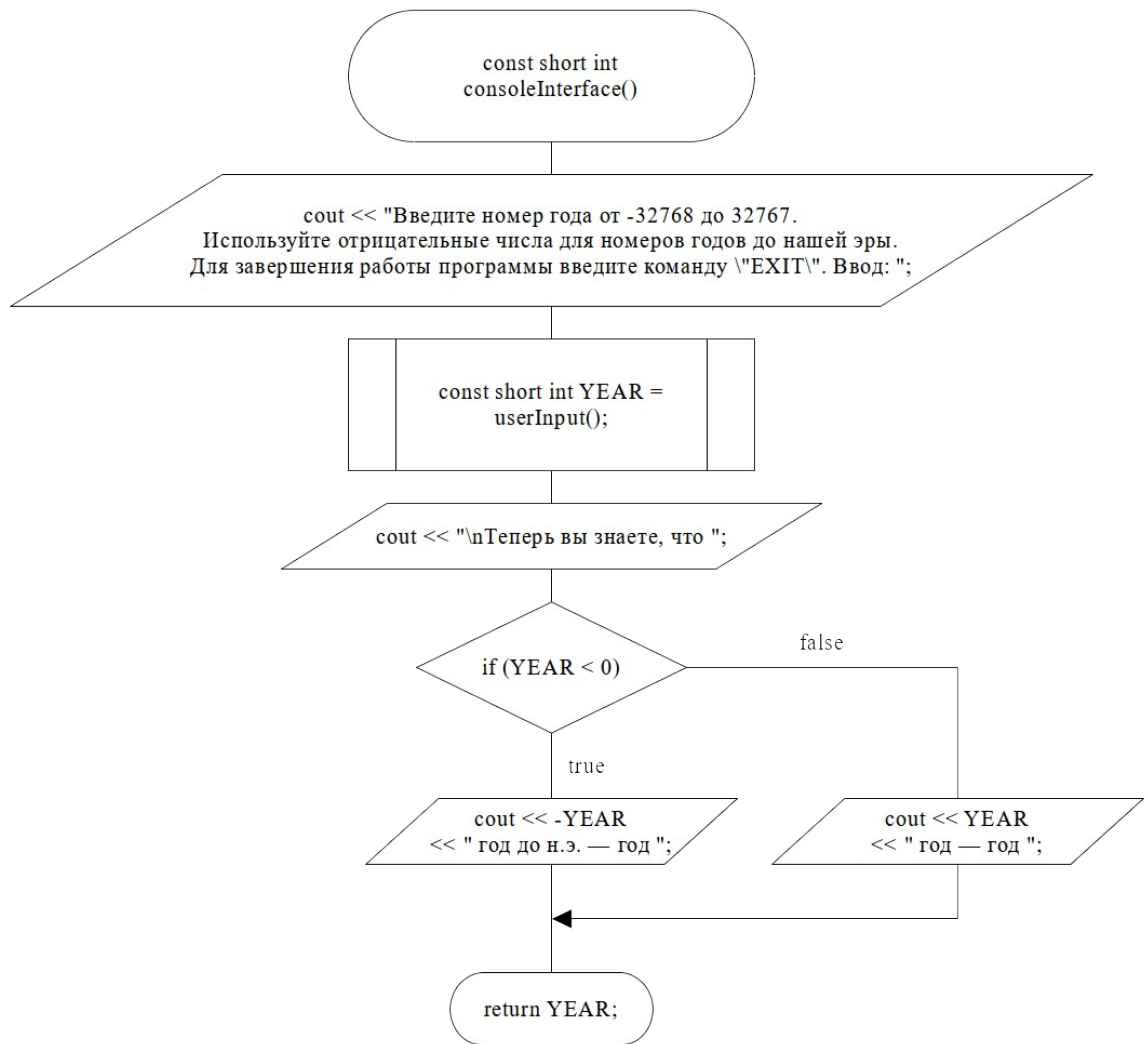 const short int
consoleInterface()
cout << "Введите номер года от -32768 до 32767.
Используйте отрицательные числа для номеров годов до нашей эры.
Для завершения работы программы введите команду \"EXIT\". Ввод: ";
const short int YEAR =
userInput();
cout << "\nТеперь вы знаете, что ";
if (YEAR < 0)
false
true
cout << -YEAR
<< " год до н.э. — год ";
cout << YEAR
<< " год — год ";
return YEAR;